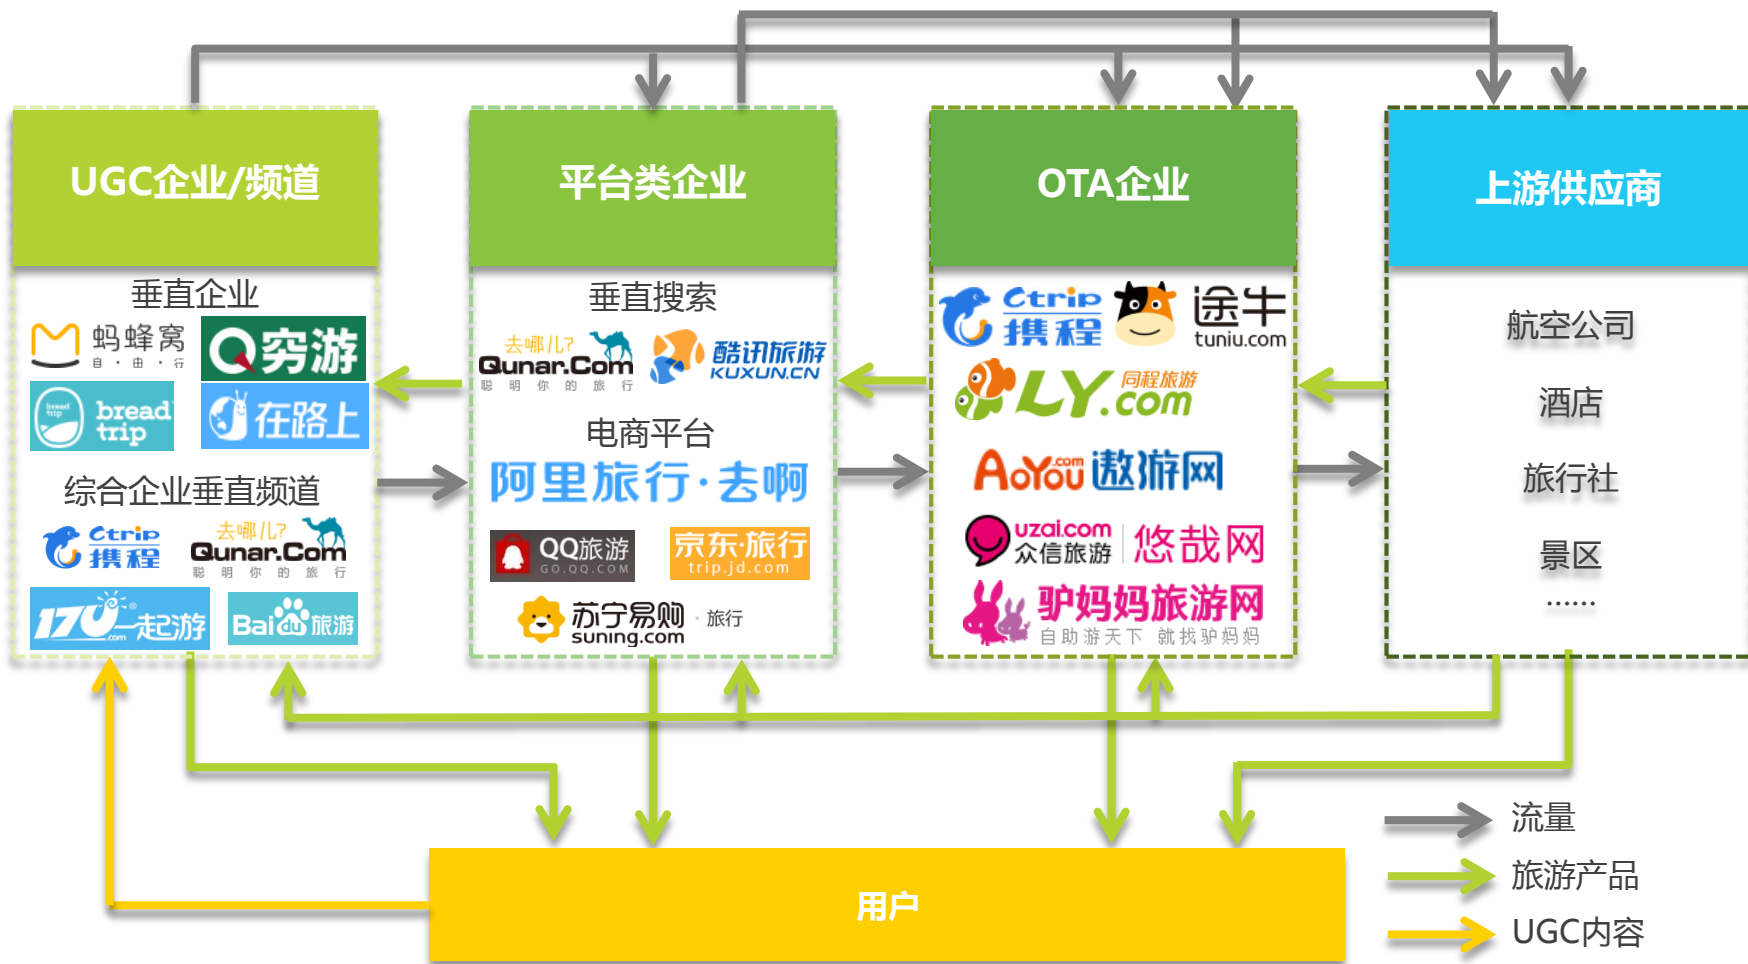 UGC企业/频道
垂直企业
蚂蜂窝
自·由·行
Q穷游
bread trip
bread trip
在路上
综合企业垂直频道
Ctrip
携程
去哪儿?
Qunar.Com
聪明你的旅行
170.com一起游
®
Bai du 旅游
平台类企业
垂直搜索
去哪儿?
Qunar.Com
聪明你的旅行
酷讯旅游
KUXUN.CN
电商平台
阿里旅行·去啊
QQ旅游
GO.QQ.COM
京东·旅行
trip.jd.com
苏宁易购
suning.com
·旅行
OTA企业
Ctrip
携程
途牛
tuniu.com
同程旅游
LY.com
AoYou.com 遨游网
uzai.com
众信旅游
悠哉网
驴妈妈旅游网
自助游天下 就找驴妈妈
上游供应商
航空公司
酒店
旅行社
景区
……
用户
流量
旅游产品
UGC内容